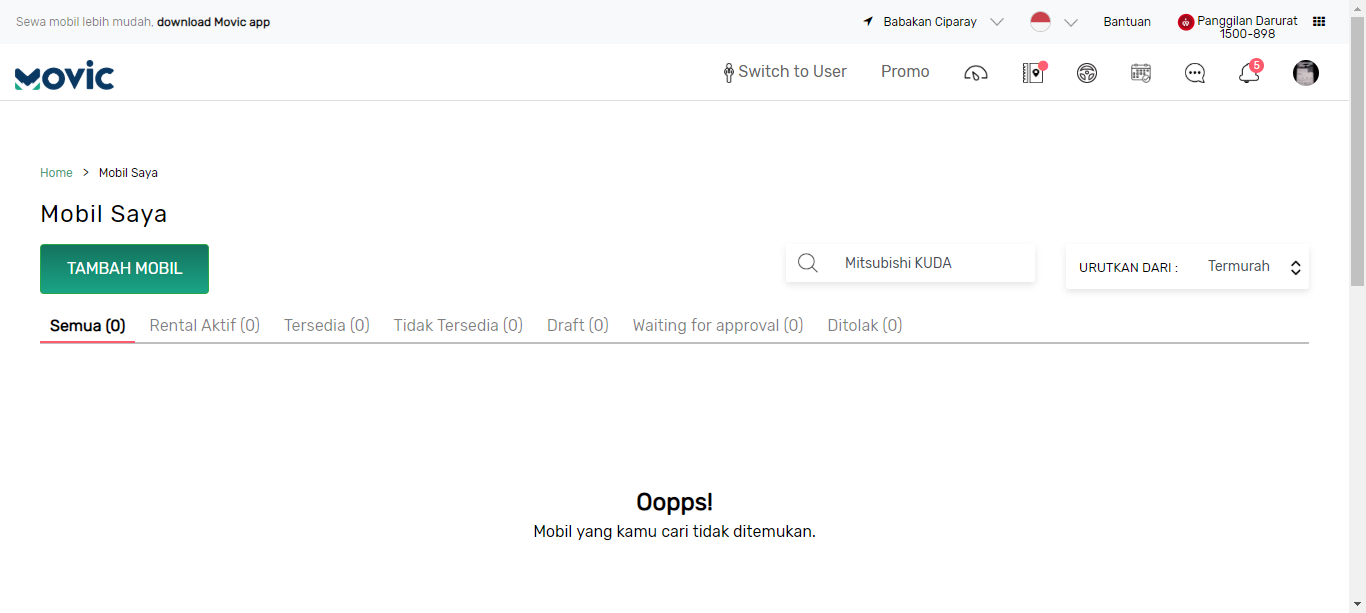 Sewa mobil lebih mudah, download Movic app
Babakan Ciparay
Bantuan
Panggilan Darurat
1500-898
MOVIC
Switch to User
Promo
5
Home > Mobil Saya
Mobil Saya
TAMBAH MOBIL
Mitsubishi KUDA
URUTKAN DARI :
Termurah
Semua (0)
Rental Aktif (0)
Tersedia (0)
Tidak Tersedia (0)
Draft (0)
Waiting for approval (0)
Ditolak (0)
Oopps!
Mobil yang kamu cari tidak ditemukan.